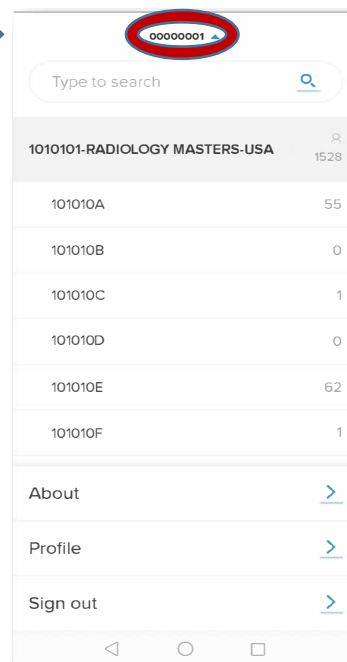 00000001
Type to search
1010101-RADIOLOGY MASTERS-USA 1528
101010A 55
101010B 0
101010C 1
101010D 0
101010E 62
101010F 1
About
Profile
Sign out